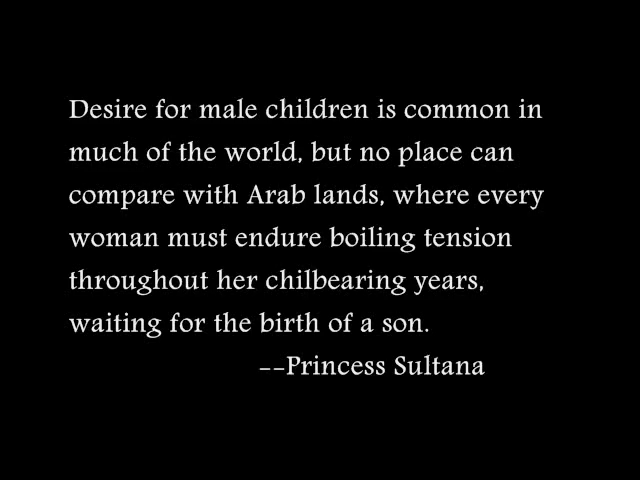 Desire for male children is common in
much of the world, but no place can
compare with Arab lands, where every
woman must endure boiling tension
throughout her chilbearing years,
waiting for the birth of a son.
--Princess Sultana